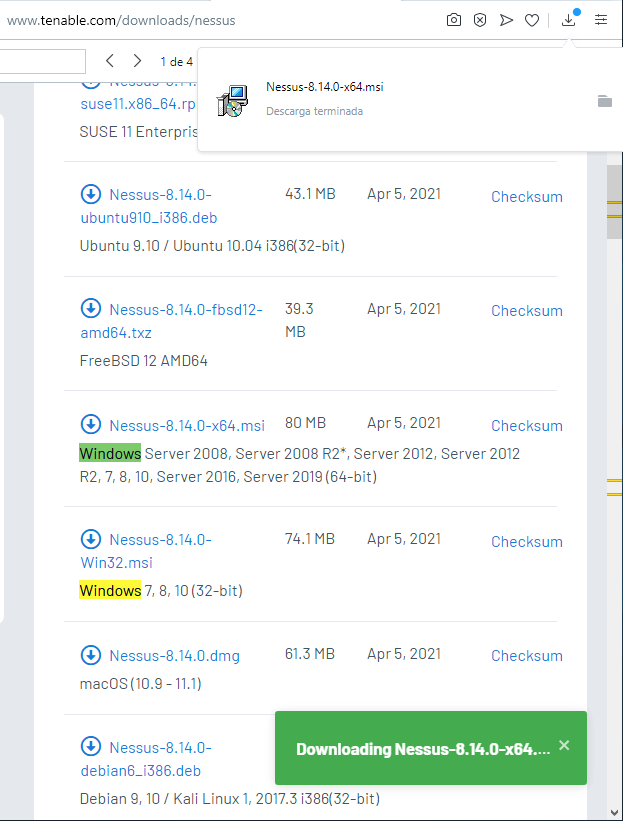 www.tenable.com/downloads/nessus
1 de 4
Nessus-8.14.0-x64.msi
Descarga terminada
Nessus-8.14.0-
suse11.x86_64.rp
SUSE 11 Enterpris
Nessus-8.14.0- 43.1 MB Apr 5, 2021 Checksum
ubuntu910_i386.deb
Ubuntu 9.10 / Ubuntu 10.04 i386(32-bit)
Nessus-8.14.0-fbsd12- 39.3 Apr 5, 2021 Checksum
amd64.txz MB
FreeBSD 12 AMD64
Nessus-8.14.0-x64.msi 80 MB Apr 5, 2021 Checksum
Windows Server 2008, Server 2008 R2*, Server 2012, Server 2012
R2, 7, 8, 10, Server 2016, Server 2019 (64-bit)
Nessus-8.14.0- 74.1 MB Apr 5, 2021 Checksum
Win32.msi
Windows 7, 8, 10 (32-bit)
Nessus-8.14.0.dmg 61.3 MB Apr 5, 2021 Checksum
macOS (10.9 - 11.1)
Nessus-8.14.0-
debian6_i386.deb
Downloading Nessus-8.14.0-x64....
Debian 9, 10 / Kali Linux 1, 2017.3 i386(32-bit)